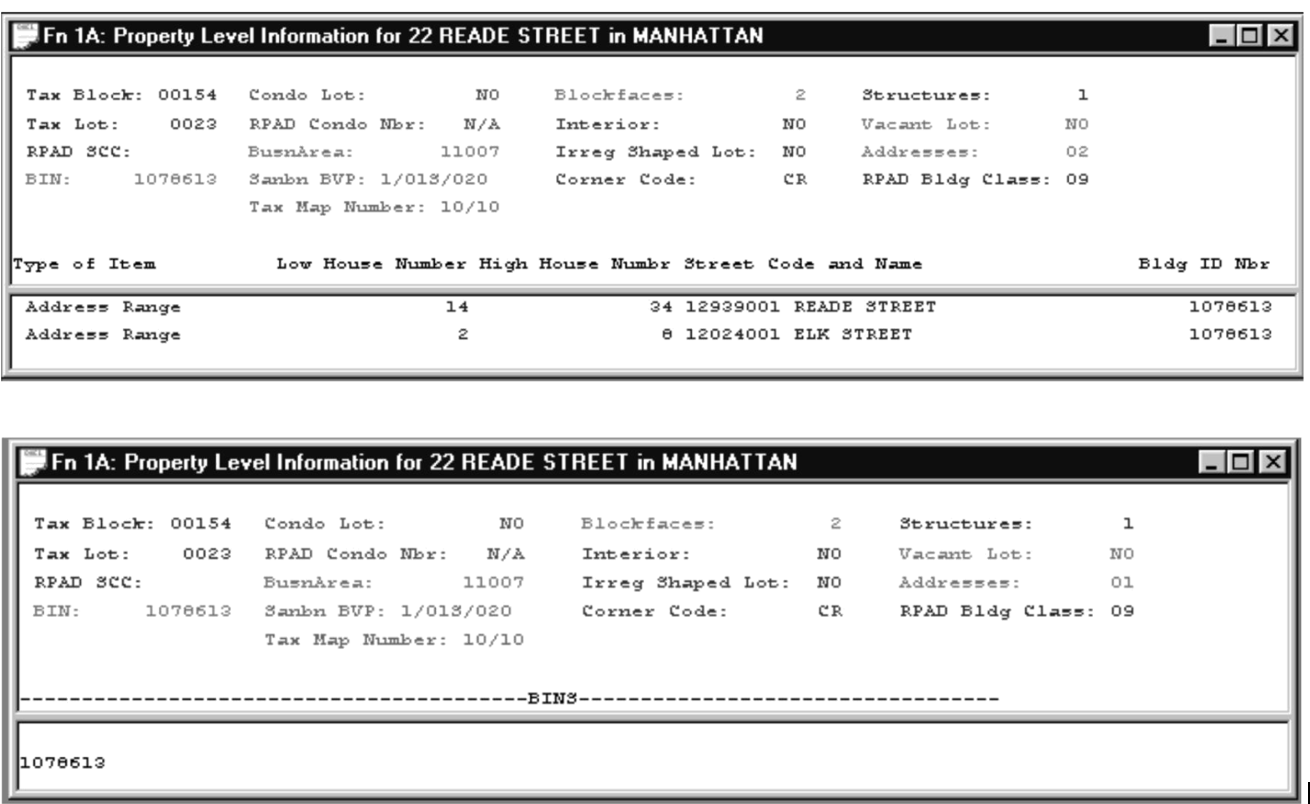 Fn 1A: Property Level Information for 22 READE STREET in MANHATTAN
Tax Block: 00154 Condo Lot: NO Blockfaces: 2 Structures: 1
Tax Lot: 0023 RPAD Condo Nbr: N/A Interior: NO Vacant Lot: NO
RPAD SCC: BusnArea: 11007 Irreg Shaped Lot: NO Addresses: 02
BIN: 1078613 Sanbn BVP: 1/01S/020 Corner Code: CR RPAD Bldg Class: O9
Tax Map Number: 10/10
Type of Item Low House Number High House Numbr Street Code and Name Bldg ID Nbr
Address Range 14 34 12939001 READE STREET 1078613
Address Range 2 8 12024001 ELK STREET 1078613
Fn 1A: Property Level Information for 22 READE STREET in MANHATTAN
Tax Block: 00154 Condo Lot: NO Blockfaces: 2 Structures: 1
Tax Lot: 0023 RPAD Condo Nbr: N/A Interior: NO Vacant Lot: NO
RPAD SCC: BusnArea: 11007 Irreg Shaped Lot: NO Addresses: 01
BIN: 1078613 Sanbn BVP: 1/01S/020 Corner Code: CR RPAD Bldg Class: O9
Tax Map Number: 10/10
-----------------------------------------BINS----------------------------------
1078613